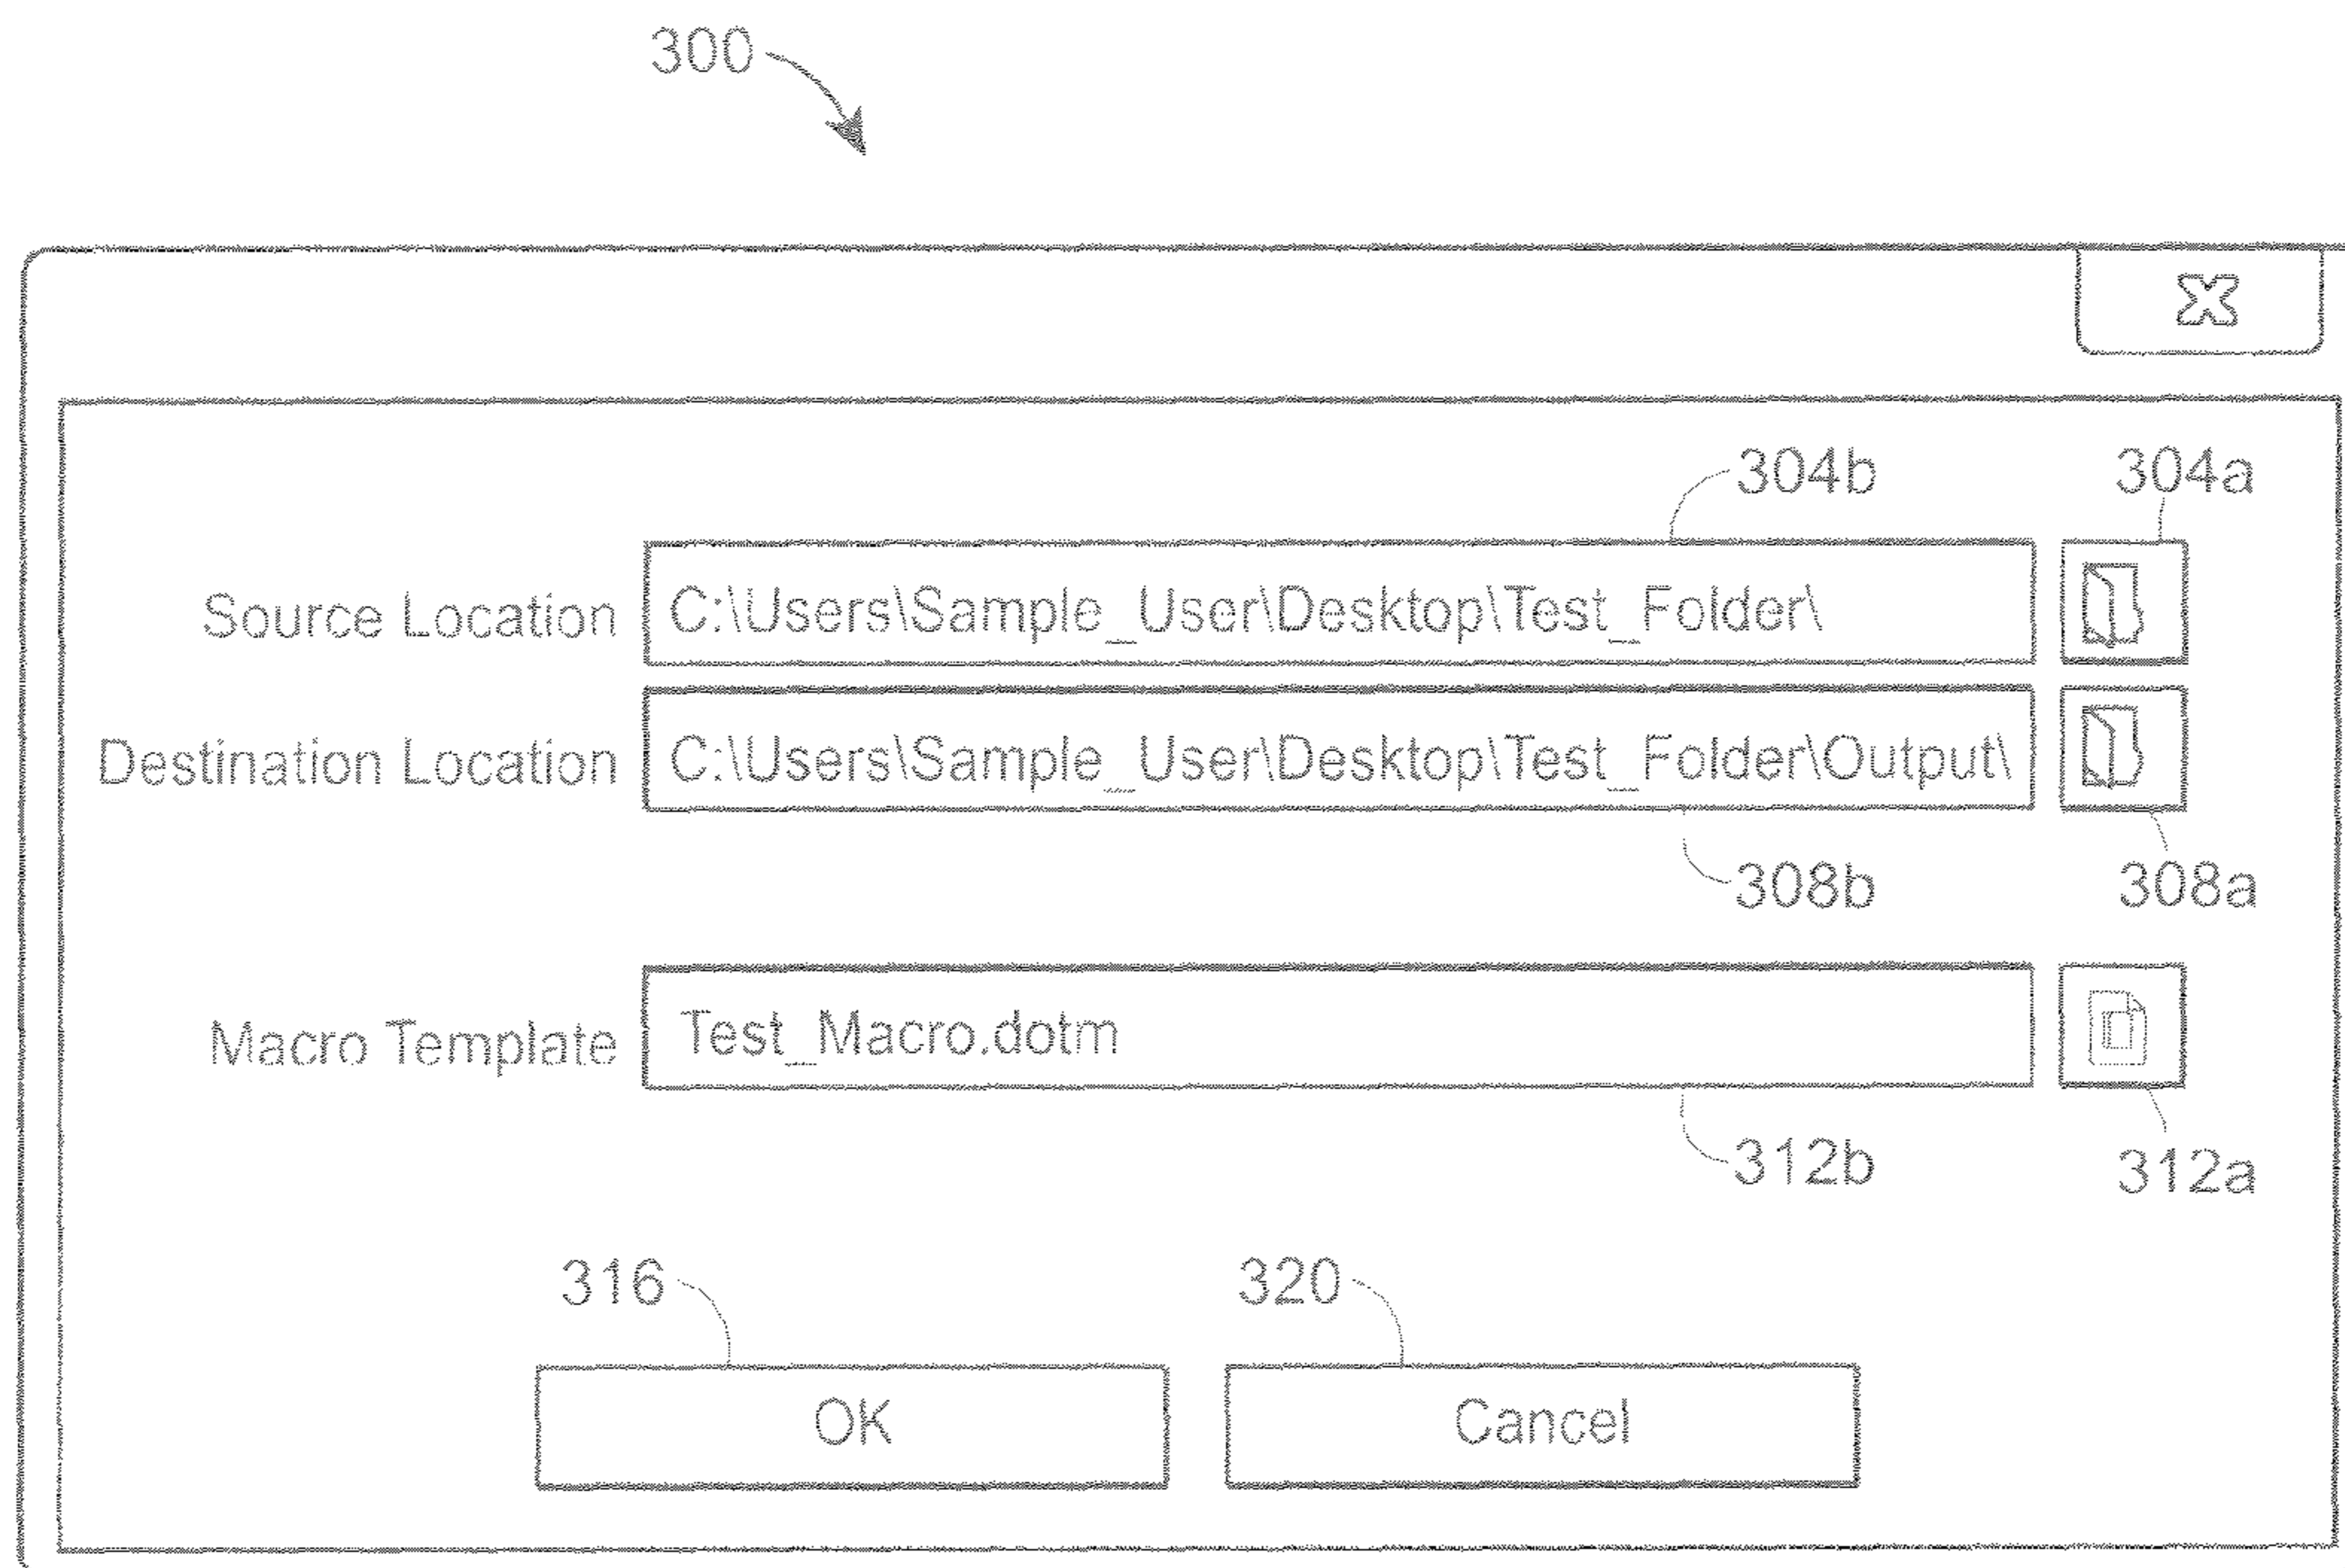 300
X
304b 304a
Source Location C:\Users\Sample_User\Desktop\Test_Folder\
Destination Location C:\Users\Sample_User\Desktop\Test_Folder\Output\
308b 308a
Macro Template Test_Macro.dotm
312b 312a
316 320
OK Cancel